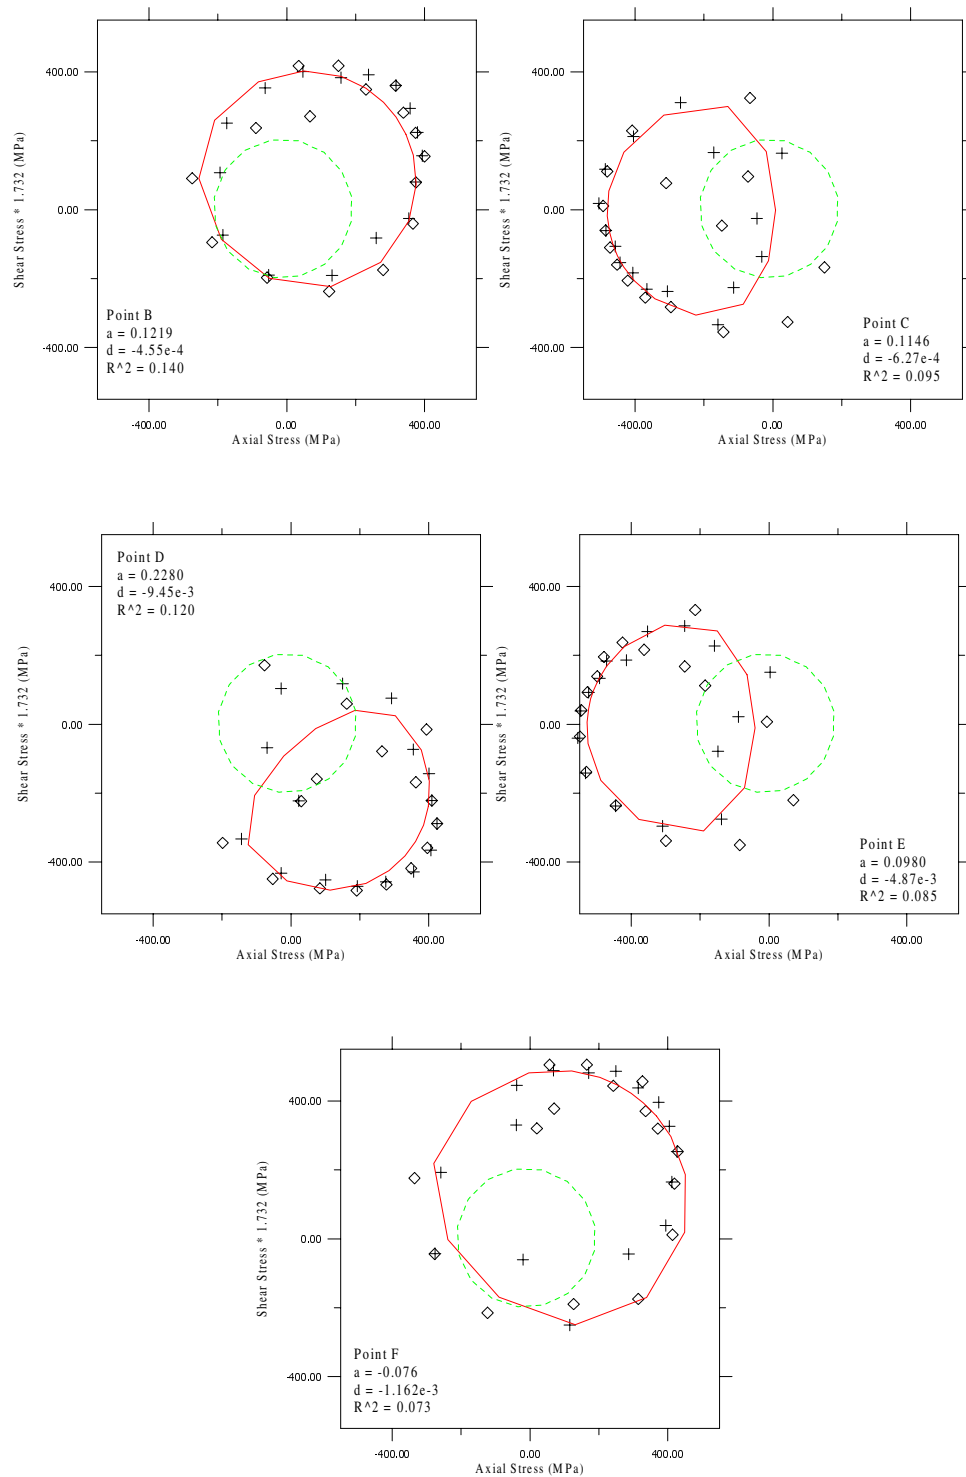 400.00
0.00
-400.00
Shear Stress * 1.732 (MPa)
Point B
a = 0.1219
d = -4.55e-4
R^2 = 0.140
-400.00 0.00 400.00
Axial Stress (MPa)
400.00
0.00
-400.00
Shear Stress * 1.732 (MPa)
Point C
a = 0.1146
d = -6.27e-4
R^2 = 0.095
-400.00 0.00 400.00
Axial Stress (MPa)
Point D
a = 0.2280
d = -9.45e-3
R^2 = 0.120
400.00
0.00
-400.00
Shear Stress * 1.732 (MPa)
-400.00 0.00 400.00
Axial Stress (MPa)
400.00
0.00
-400.00
Shear Stress * 1.732 (MPa)
Point E
a = 0.0980
d = -4.87e-3
R^2 = 0.085
-400.00 0.00 400.00
Axial Stress (MPa)
400.00
0.00
-400.00
Shear Stress * 1.732 (MPa)
Point F
a = -0.076
d = -1.162e-3
R^2 = 0.073
-400.00 0.00 400.00
Axial Stress (MPa)